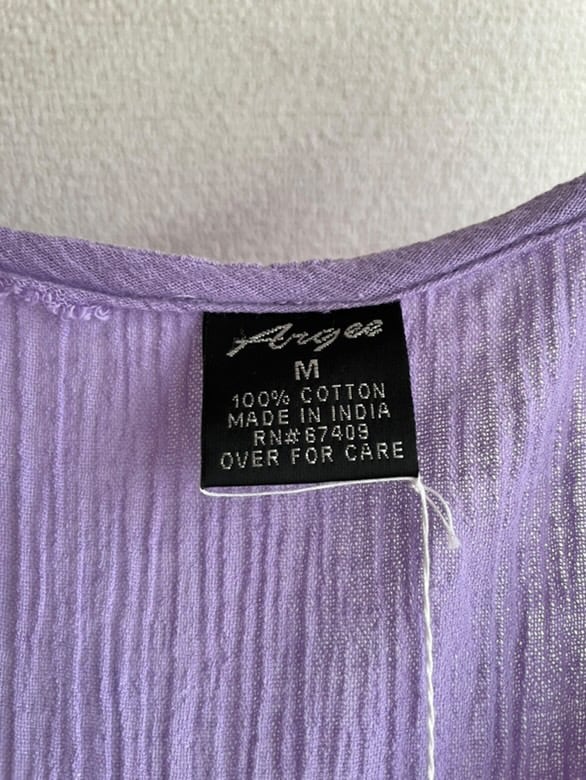 Argee
M
100% COTTON
MADE IN INDIA
RN# 67409
OVER FOR CARE